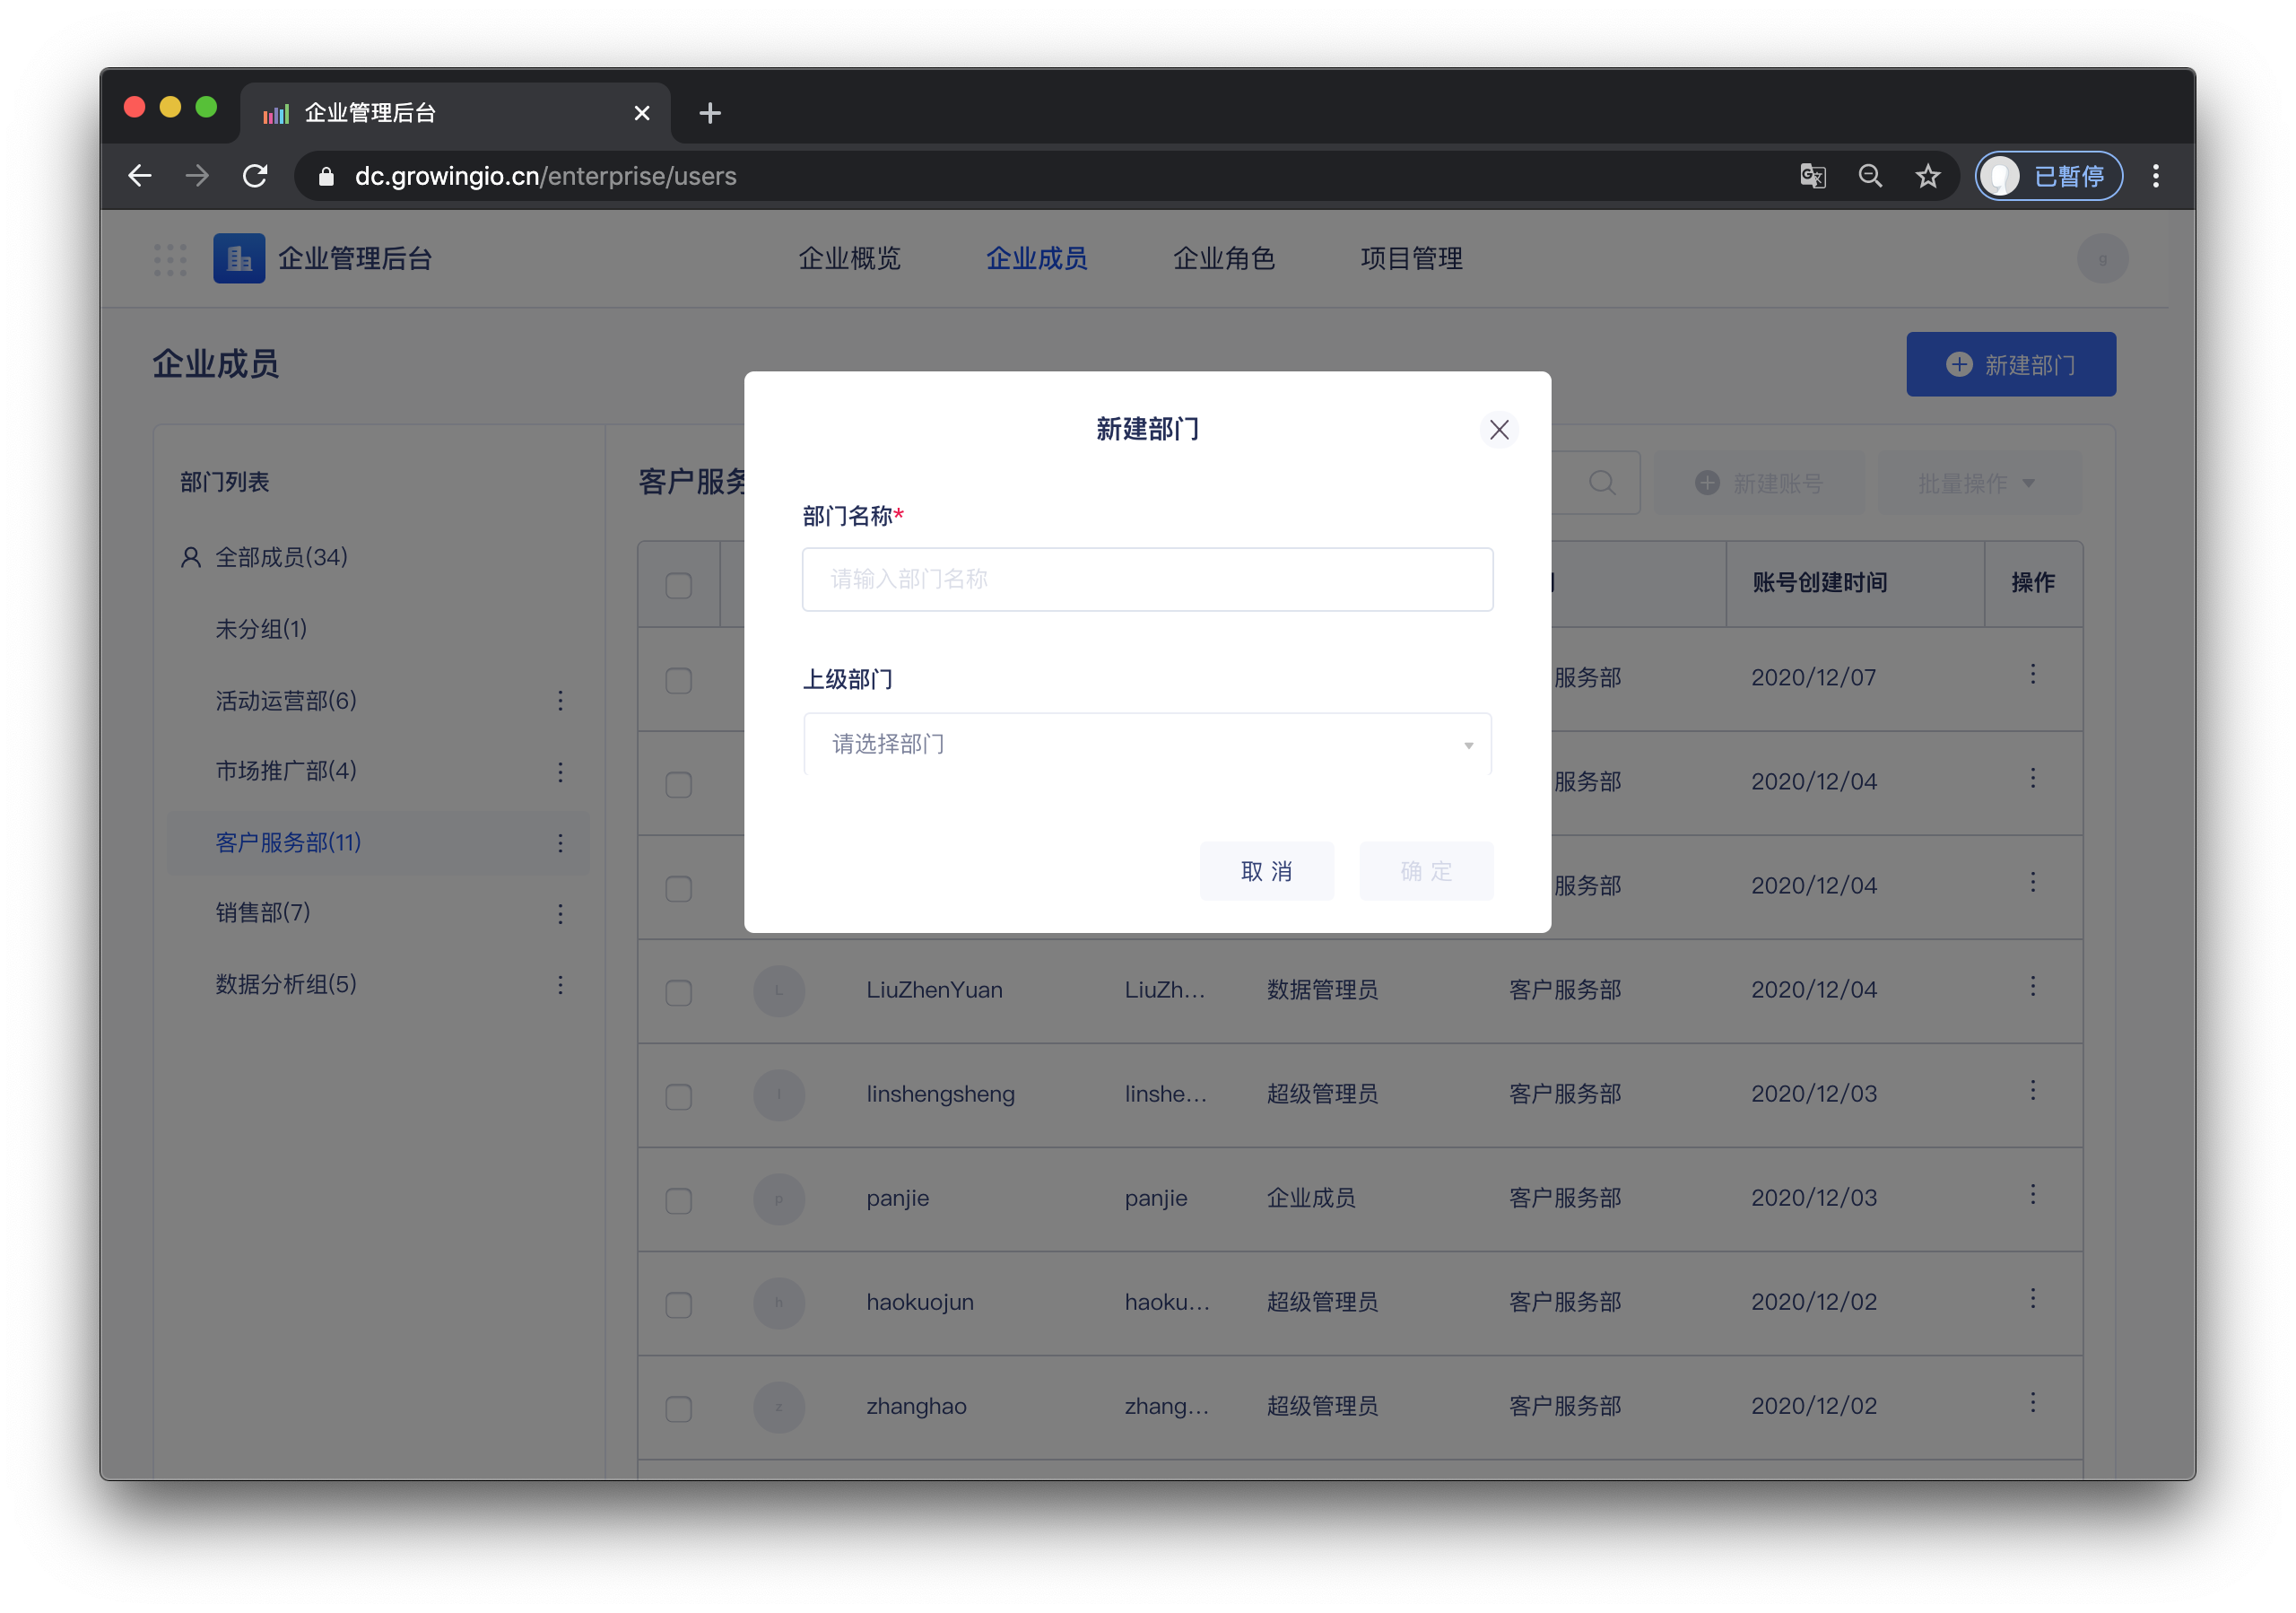 企业管理后台
dc.growingio.cn/enterprise/users
已暂停
企业管理后台
企业概览
企业成员
企业角色
项目管理
g
企业成员
新建部门
部门列表
全部成员(34)
未分组(1)
活动运营部(6)
市场推广部(4)
客户服务部(11)
销售部(7)
数据分析组(5)
客户服务
新建账号
批量操作
账号创建时间
操作
服务部 2020/12/07
服务部 2020/12/04
服务部 2020/12/04
L LiuZhenYuan LiuZh... 数据管理员 客户服务部 2020/12/04
l linshengsheng linshe... 超级管理员 客户服务部 2020/12/03
p panjie panjie 企业成员 客户服务部 2020/12/03
h haokuojun haoku... 超级管理员 客户服务部 2020/12/02
z zhanghao zhang... 超级管理员 客户服务部 2020/12/02
新建部门
部门名称*
请输入部门名称
上级部门
请选择部门
取 消
确 定